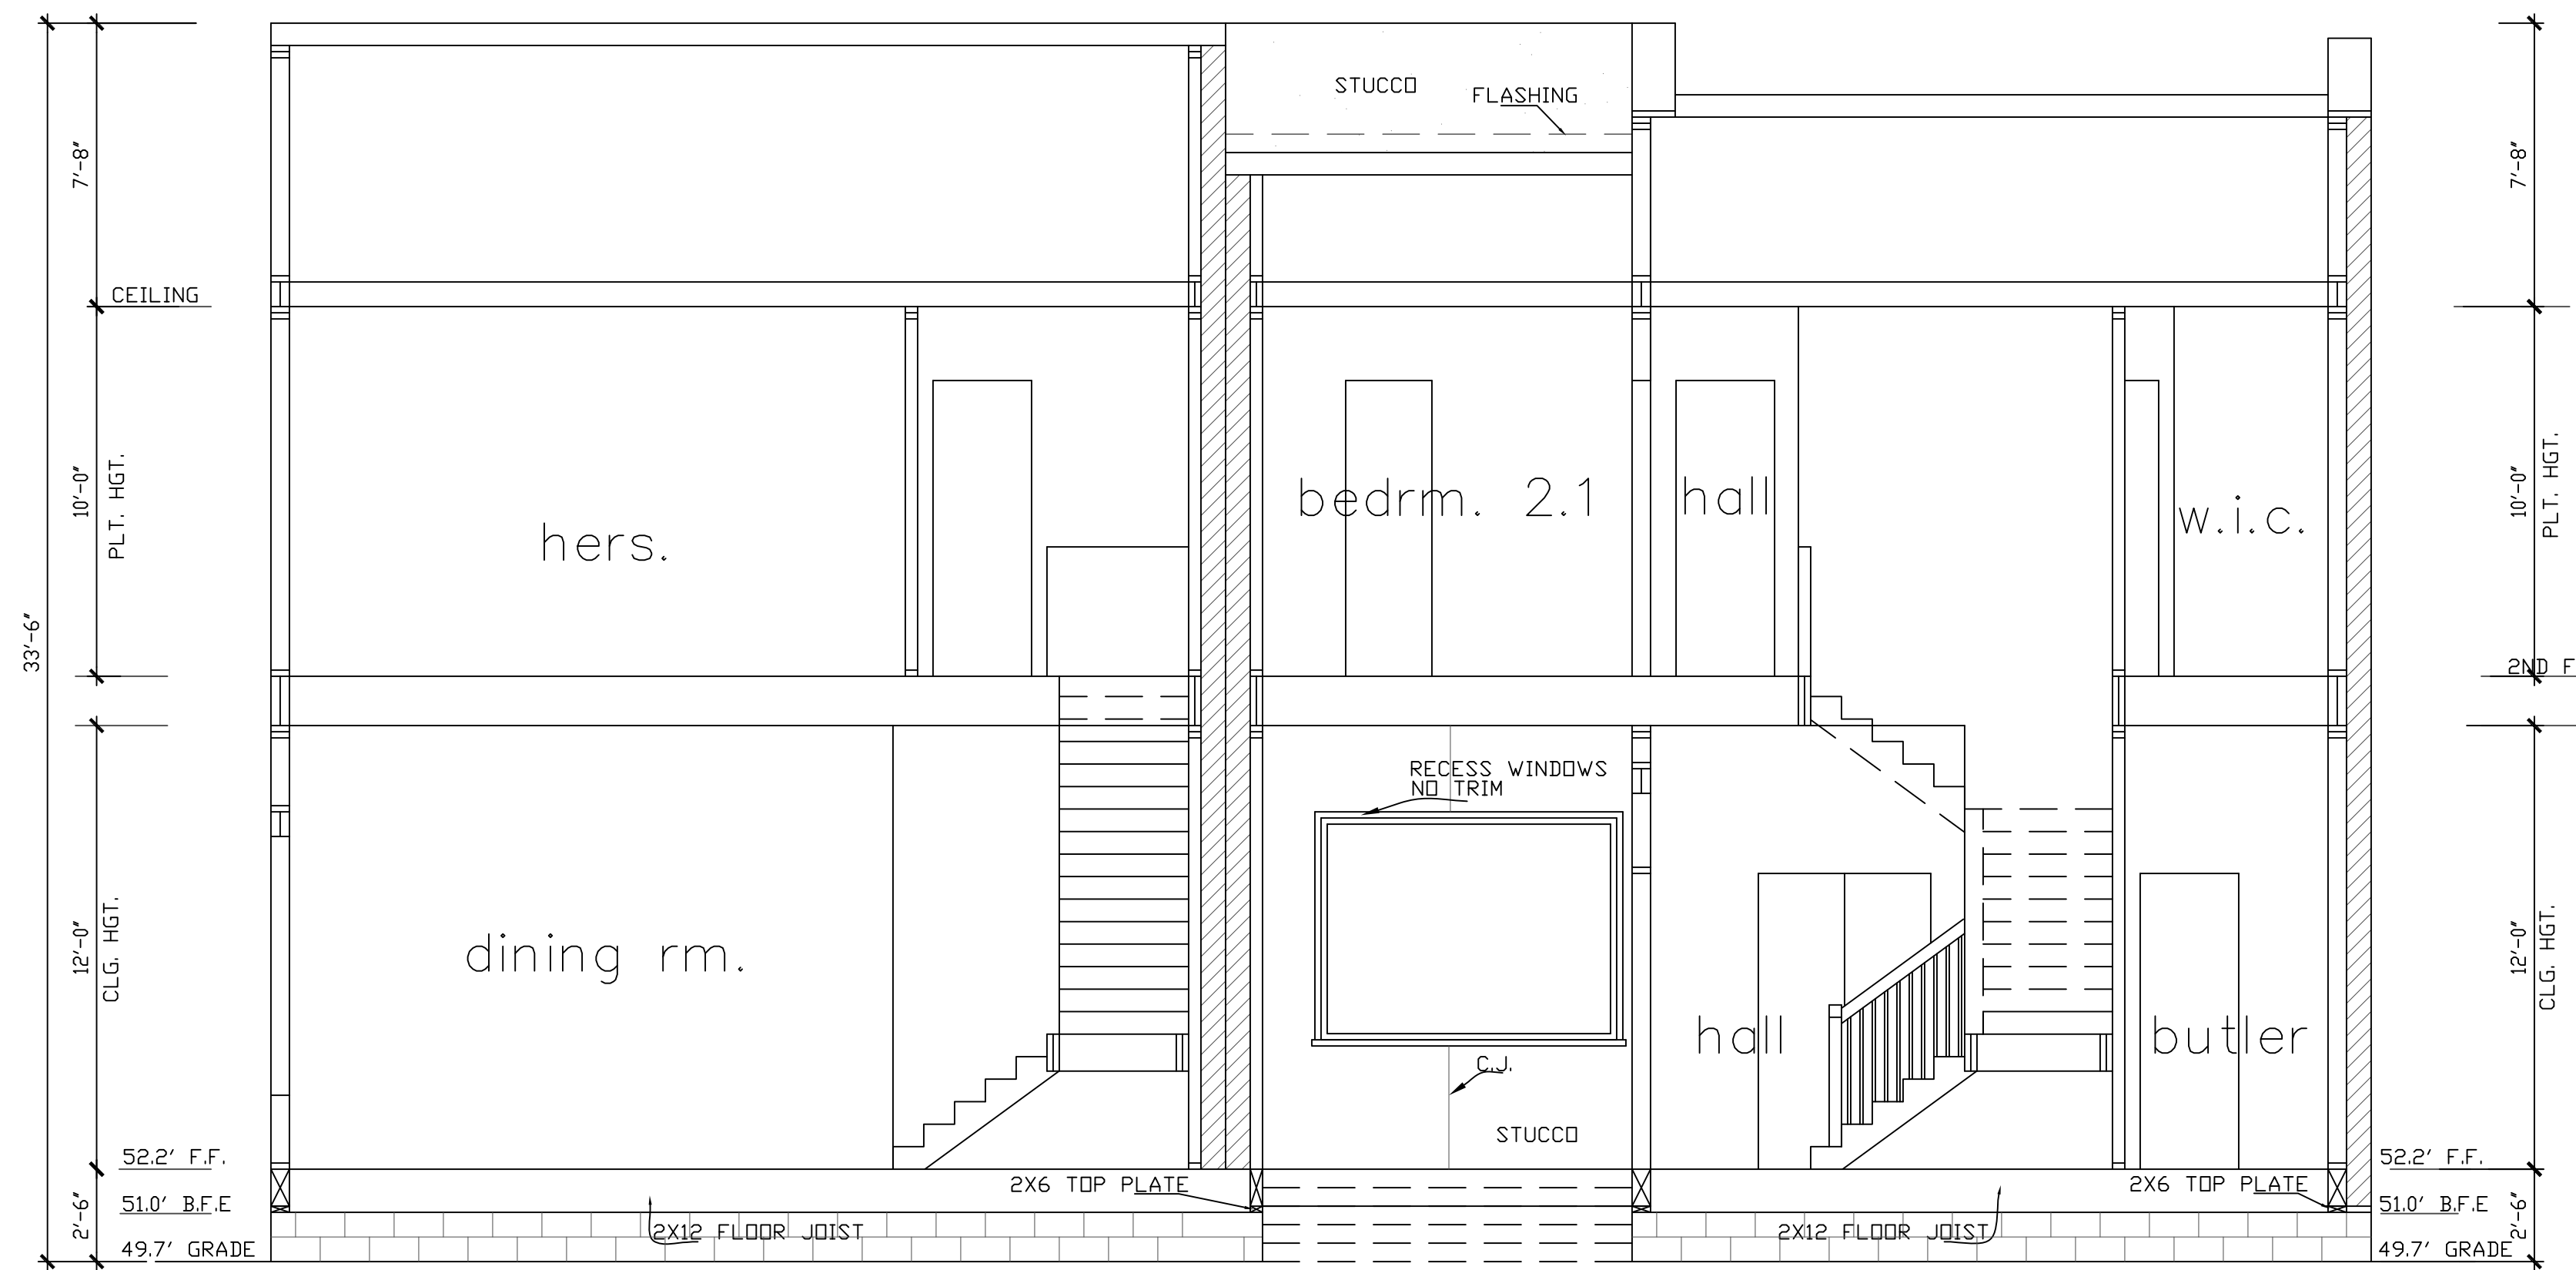 STUCCO
FLASHING
7'-8"
7'-8"
CEILING
10'-0"
PLT. HGT.
hers.
bedrm. 2.1
hall
w.i.c.
10'-0"
PLT. HGT.
33'-6"
2ND F
RECESS WINDOWS
NO TRIM
12'-0"
CLG. HGT.
dining rm.
hall
butler
12'-0"
CLG. HGT.
C.J.
STUCCO
52.2' F.F.
52.2' F.F.
2X6 TOP PLATE
2X6 TOP PLATE
51.0' B.F.E
51.0' B.F.E
2'-6"
2X12 FLOOR JOIST
2X12 FLOOR JOIST
2'-6"
49.7' GRADE
49.7' GRADE